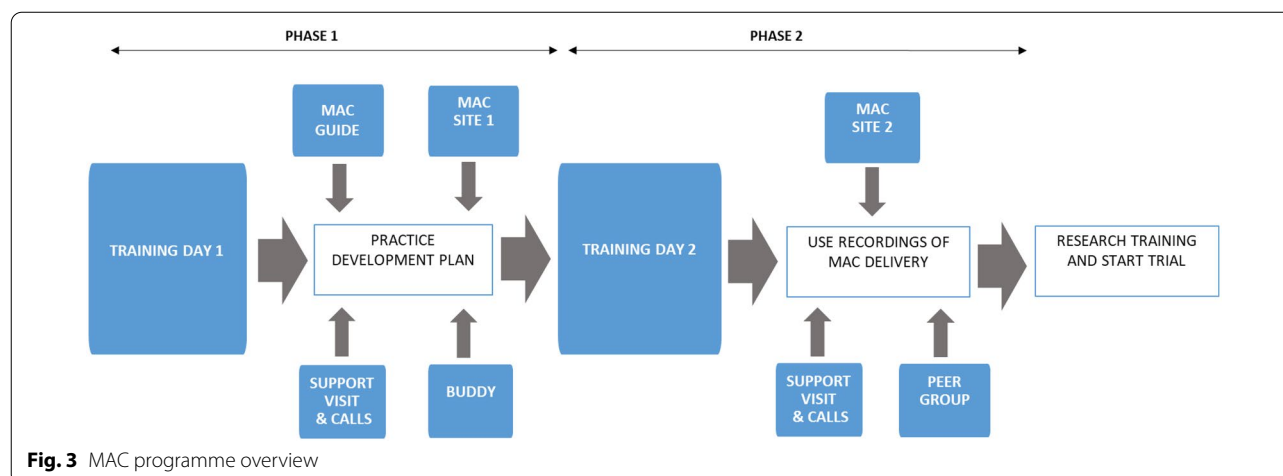 PHASE 1
PHASE 2
MAC
GUIDE
MAC
SITE 1
MAC
SITE 2
TRAINING DAY 1
PRACTICE
DEVELOPMENT PLAN
TRAINING DAY 2
USE RECORDINGS OF
MAC DELIVERY
RESEARCH TRAINING
AND START TRIAL
SUPPORT
VISIT
& CALLS
BUDDY
SUPPORT
VISIT
& CALLS
PEER
GROUP
Fig. 3 MAC programme overview